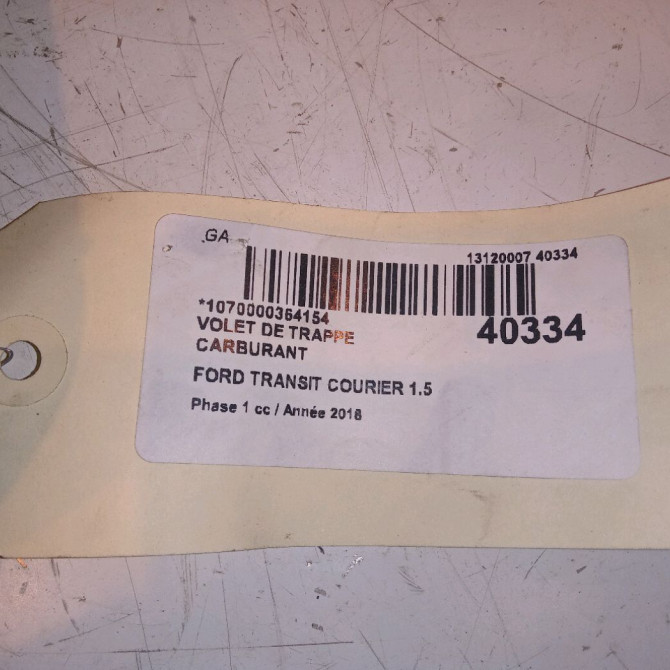 GA
13120007 40334
*1070000364154
40334
VOLET DE TRAPPE
CARBURANT
FORD TRANSIT COURIER 1.5
Phase 1 cc / Année 2018